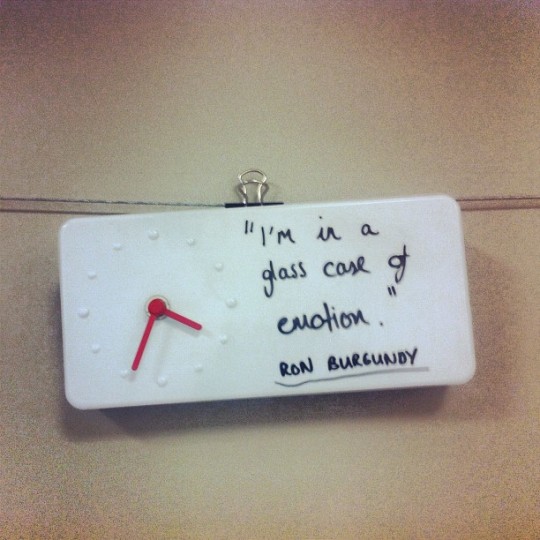 "I'm in a
glass case of
emotion."
RON BURGUNDY